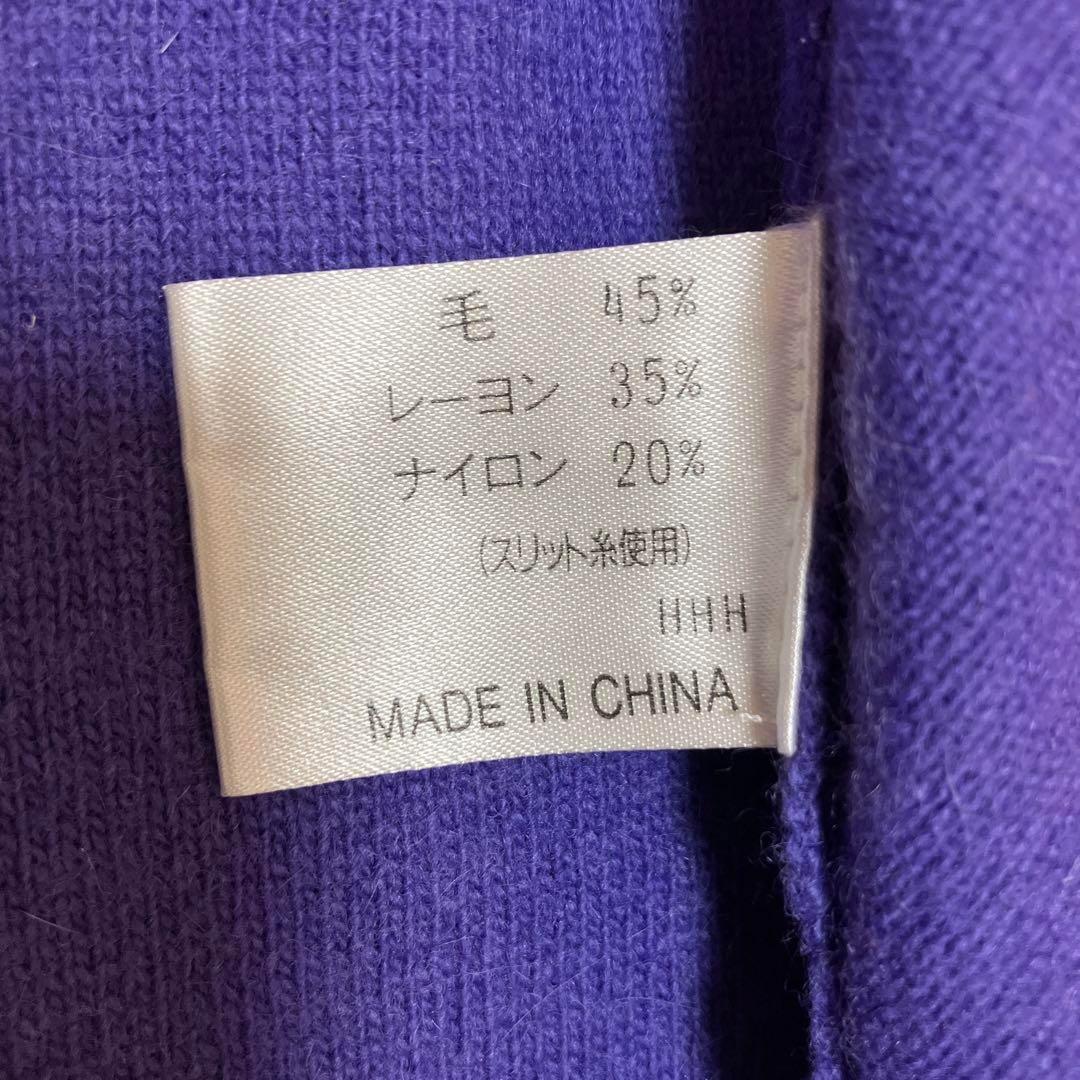 毛 45%
レーヨン 35%
ナイロン 20%
(スリット糸使用)
HHH
MADE IN CHINA